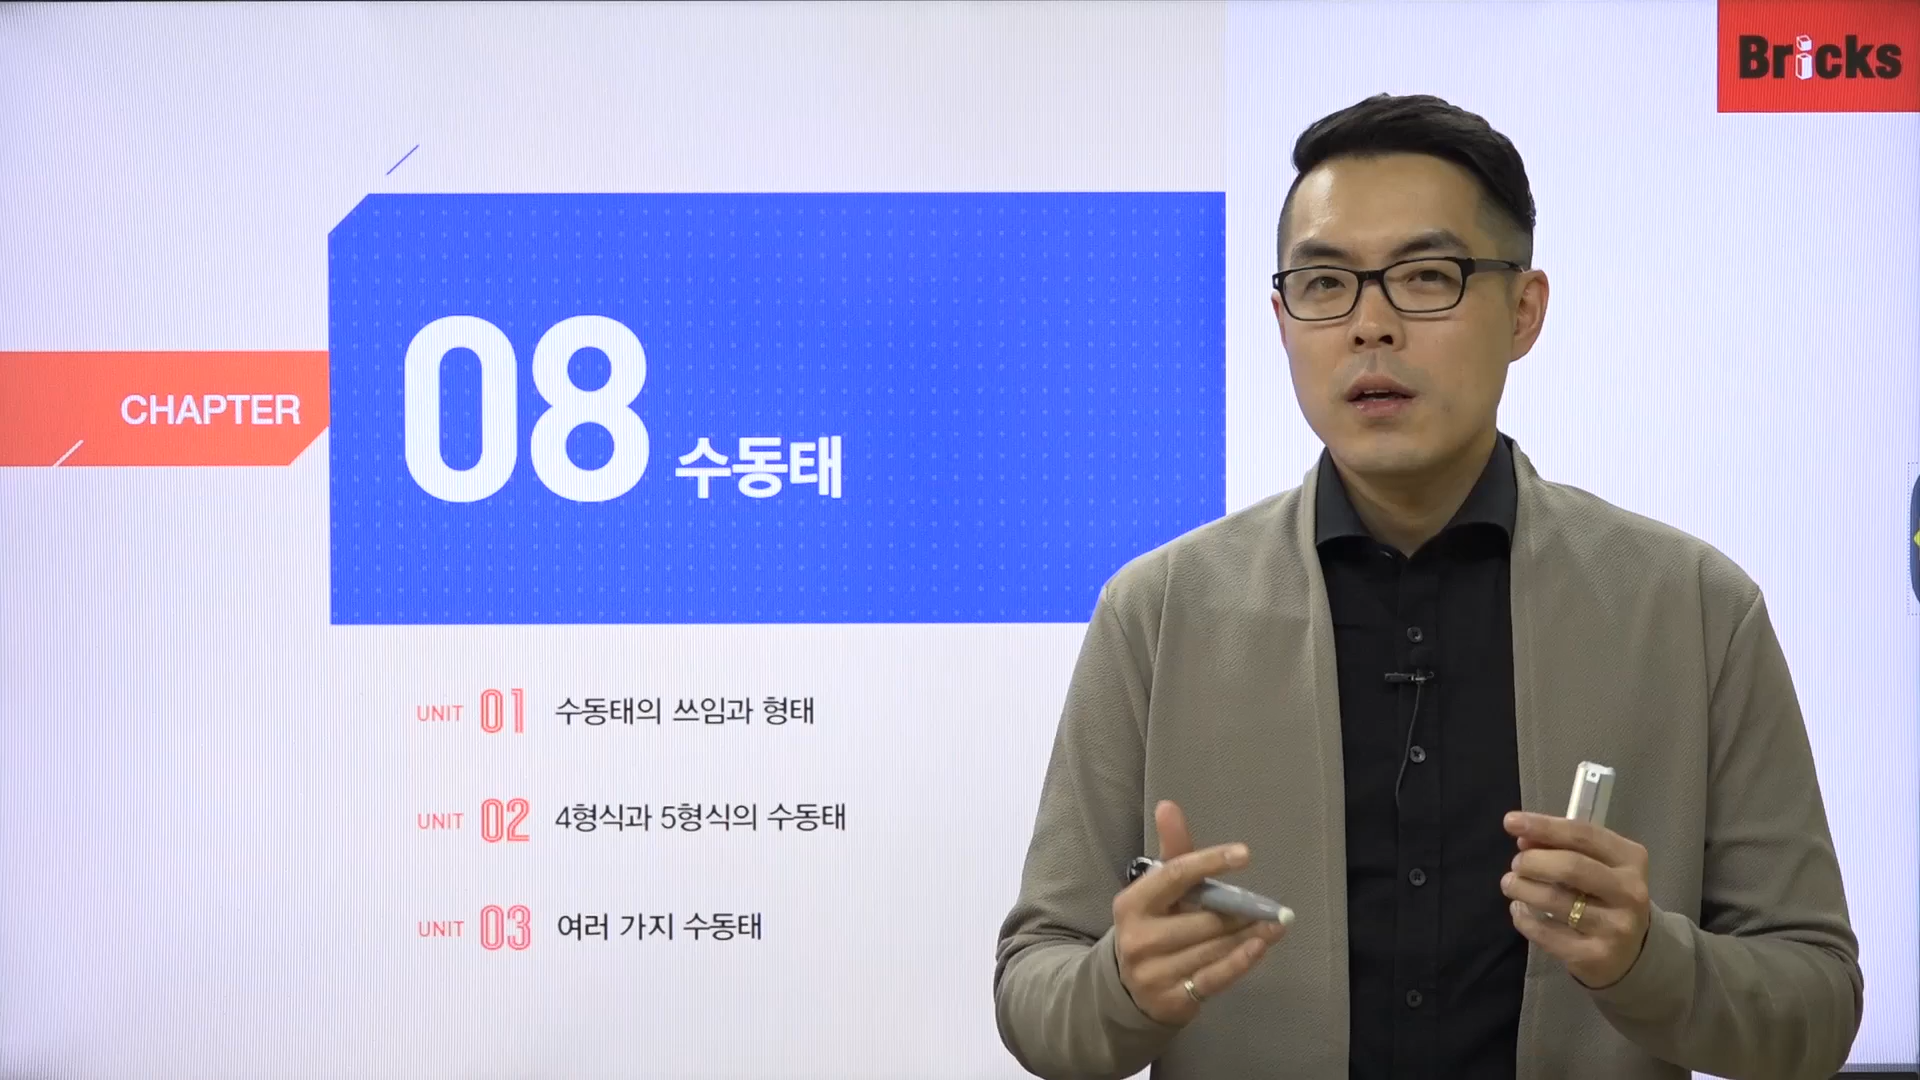 Bricks
CHAPTER
08 수동태
UNIT 01 수동태의 쓰임과 형태
UNIT 02 4형식과 5형식의 수동태
UNIT 03 여러 가지 수동태